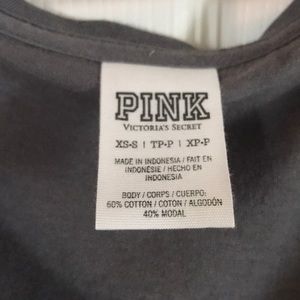 PINK
VICTORIA'S SECRET
XS-S | TP-P | XP-P
MADE IN INDONESIA / FAIT EN
INDONÉSIE / HECHO EN
INDONESIA
BODY / CORPS / CUERPO:
60% COTTON / COTON / ALGODÓN
40% MODAL